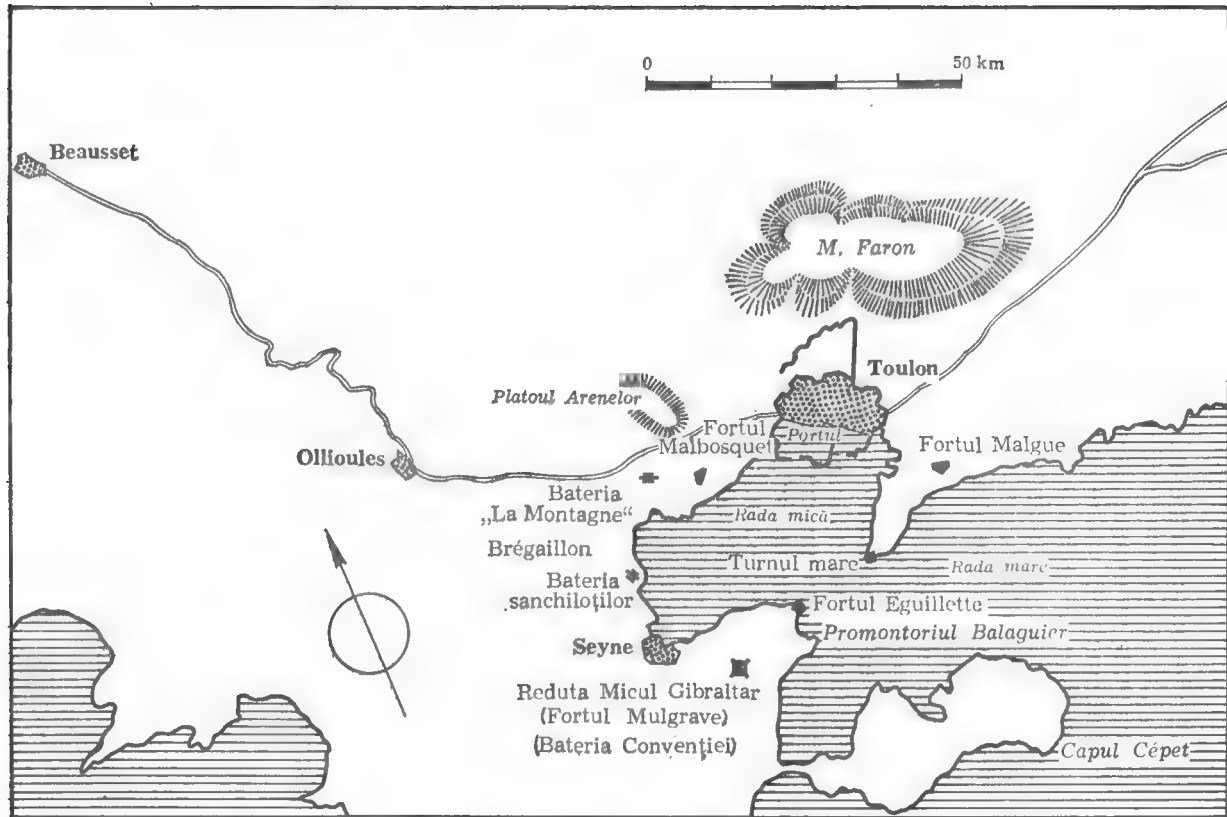 0 50 km
Beausset
M. Faron
Toulon
Platoul Arenelor
Fortul
Malbosquet
Portul
Fortul Malgue
Ollioules
Bateria
„La Montagne“
Rada mică
Brégaillon
Turnul mare
Rada mare
Bateria
sanchiloților
Fortul Eguillette
Promontoriul Balaguier
Seyne
Reduta Micul Gibraltar
(Fortul Mulgrave)
(Bateria Convenției)
Capul Cépet